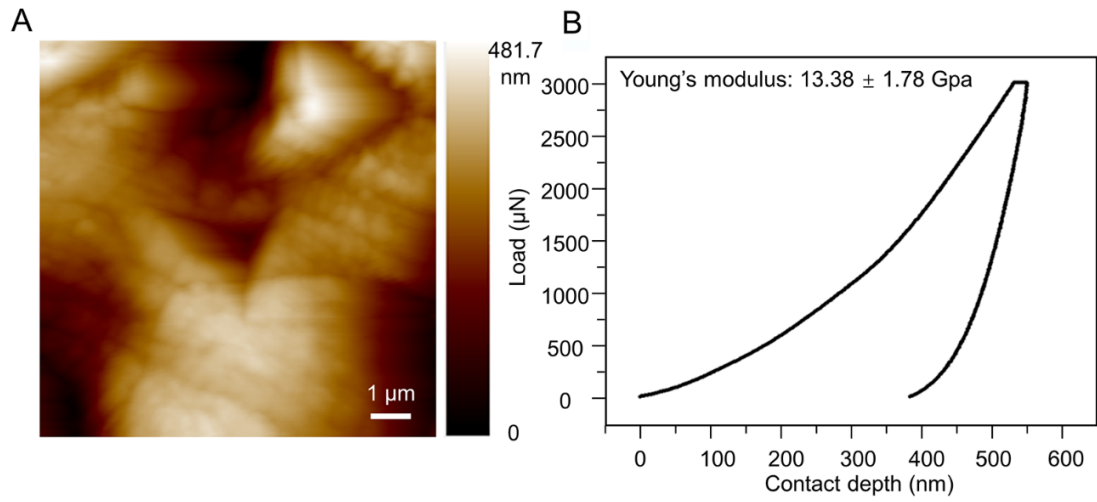 A
481.7
nm
1 μm
0
B
Young's modulus: 13.38 ± 1.78 Gpa
3000
2500
2000
1500
1000
500
0
Load (μN)
0 100 200 300 400 500 600
Contact depth (nm)